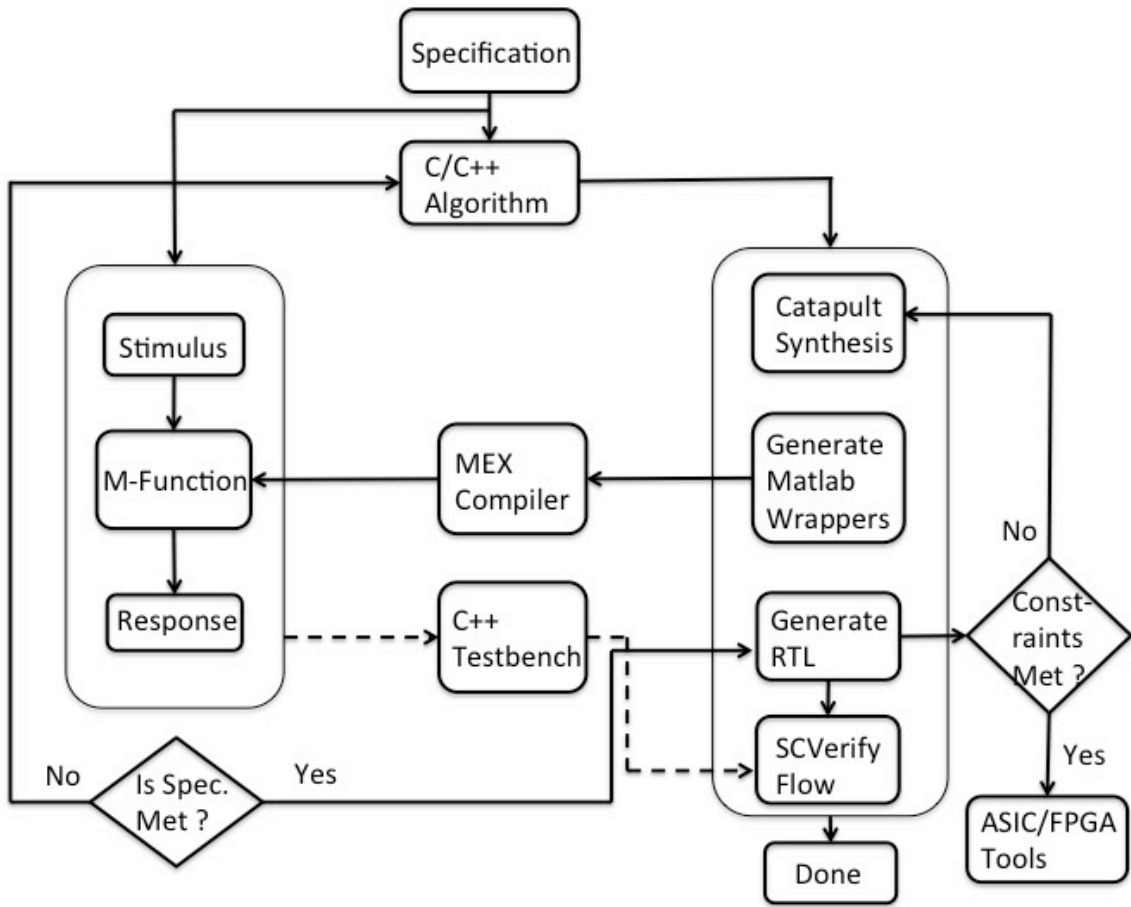 Specification
C/C++
Algorithm
Stimulus
M-Function
Response
MEX
Compiler
C++
Testbench
Catapult
Synthesis
Generate
Matlab
Wrappers
Generate
RTL
SCVerify
Flow
No
Const-
raints
Met ?
Yes
ASIC/FPGA
Tools
No
Is Spec.
Met ?
Yes
Done